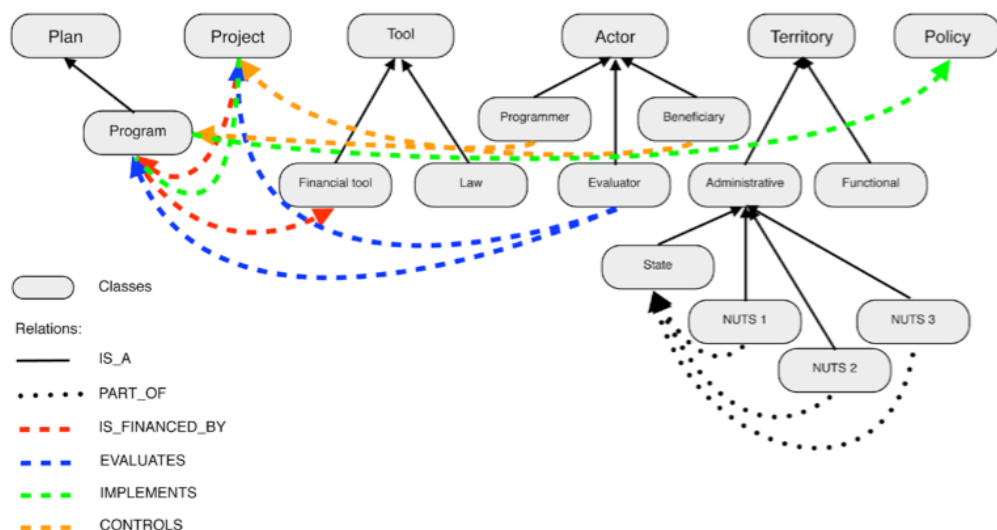 Plan
Project
Tool
Actor
Territory
Policy
Program
Programmer
Beneficiary
Financial tool
Law
Evaluator
Administrative
Functional
State
Classes
NUTS 1
NUTS 3
Relations:
IS_A
NUTS 2
PART_OF
IS_FINANCED_BY
EVALUATES
IMPLEMENTS
CONTROLS